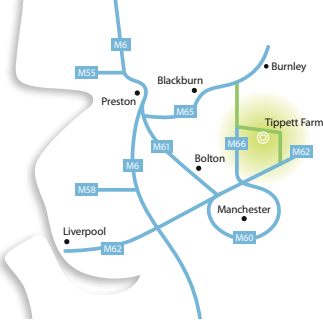 M6
M55
Burnley
Blackburn
Preston
M65
Tippett Farm
M61
M66
M62
Bolton
M6
M58
Manchester
Liverpool
M60
M62